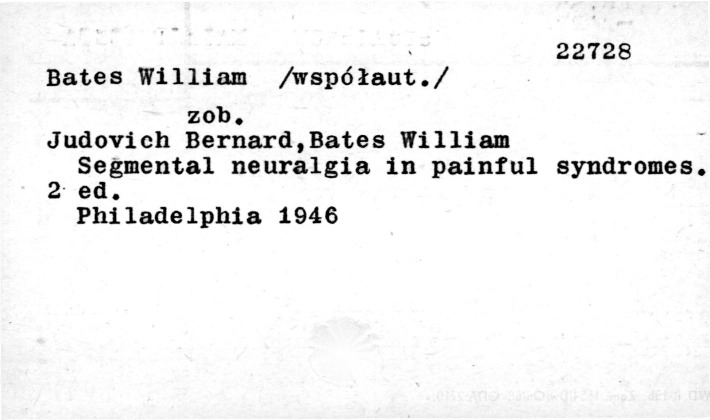 22728
Bates William /współaut./
zob.
Judovich Bernard,Bates William
Segmental neuralgia in painful syndromes.
2 ed.
Philadelphia 1946